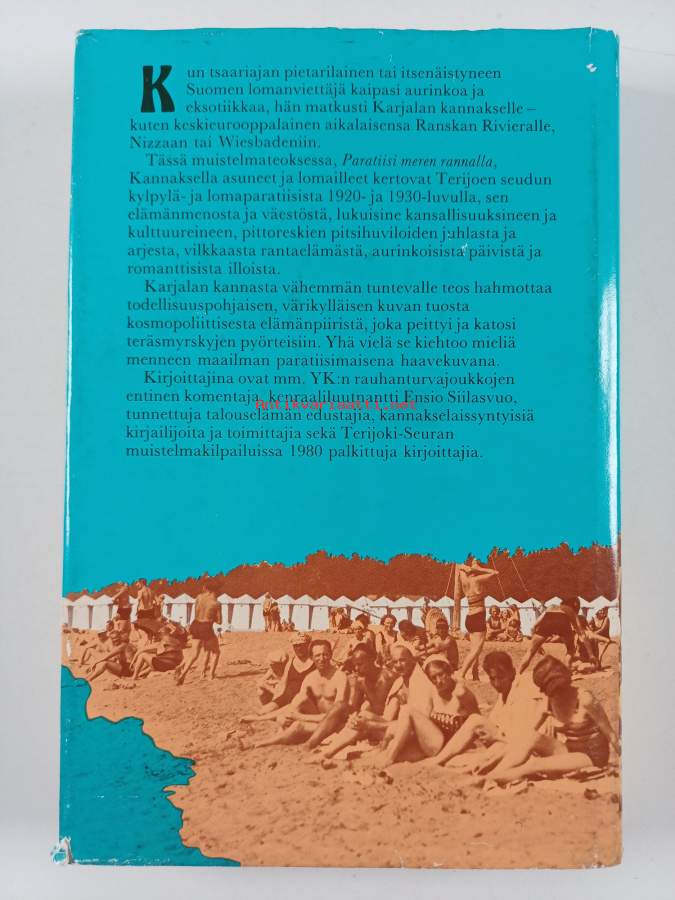 Kun tsaariajan pietarilainen tai itsenäistyneen
Suomen lomanviettäjä kaipasi aurinkoa ja
eksotiikkaa, hän matkusti Karjalan kannakselle –
kuten keskieurooppalainen aikalaisensa Ranskan Rivieralle,
Nizzaan tai Wiesbadeniin.
Tässä muistelmateoksessa, Paratiisi meren rannalla,
Kannaksella asuneet ja lomailleet kertovat Terijoen seudun
kylpylä- ja lomaparatiisista 1920- ja 1930-luvulla, sen
elämänmenosta ja väestöstä, lukuisine kansallisuuksineen ja
kulttuureineen, pittoreskien pitsihuviloiden juhlasta ja
arjesta, vilkkaasta rantaelämästä, aurinkoisista päivistä ja
romanttisista illoista.
Karjalan kannasta vähemmän tuntevalle teos hahmottaa
todellisuuspohjaisen, värikylläisen kuvan tuosta
kosmopoliittisesta elämänpiiristä, joka peittyi ja katosi
teräsmyrskyjen pyörteisiin. Yhä vielä se kiehtoo mieliä
menneen maailman paratiisimaisena haavekuvana.
Kirjoittajina ovat mm. YK:n rauhanturvajoukkojen
entinen komentaja, kenraaliluutnantti Ensio Siilasvuo,
antikvariaatti.net
tunnettuja talouselämän edustajia, kannakselaissyntyisiä
kirjailijoita ja toimittajia sekä Terijoki-Seuran
muistelmakilpailuissa 1980 palkittuja kirjoittajia.